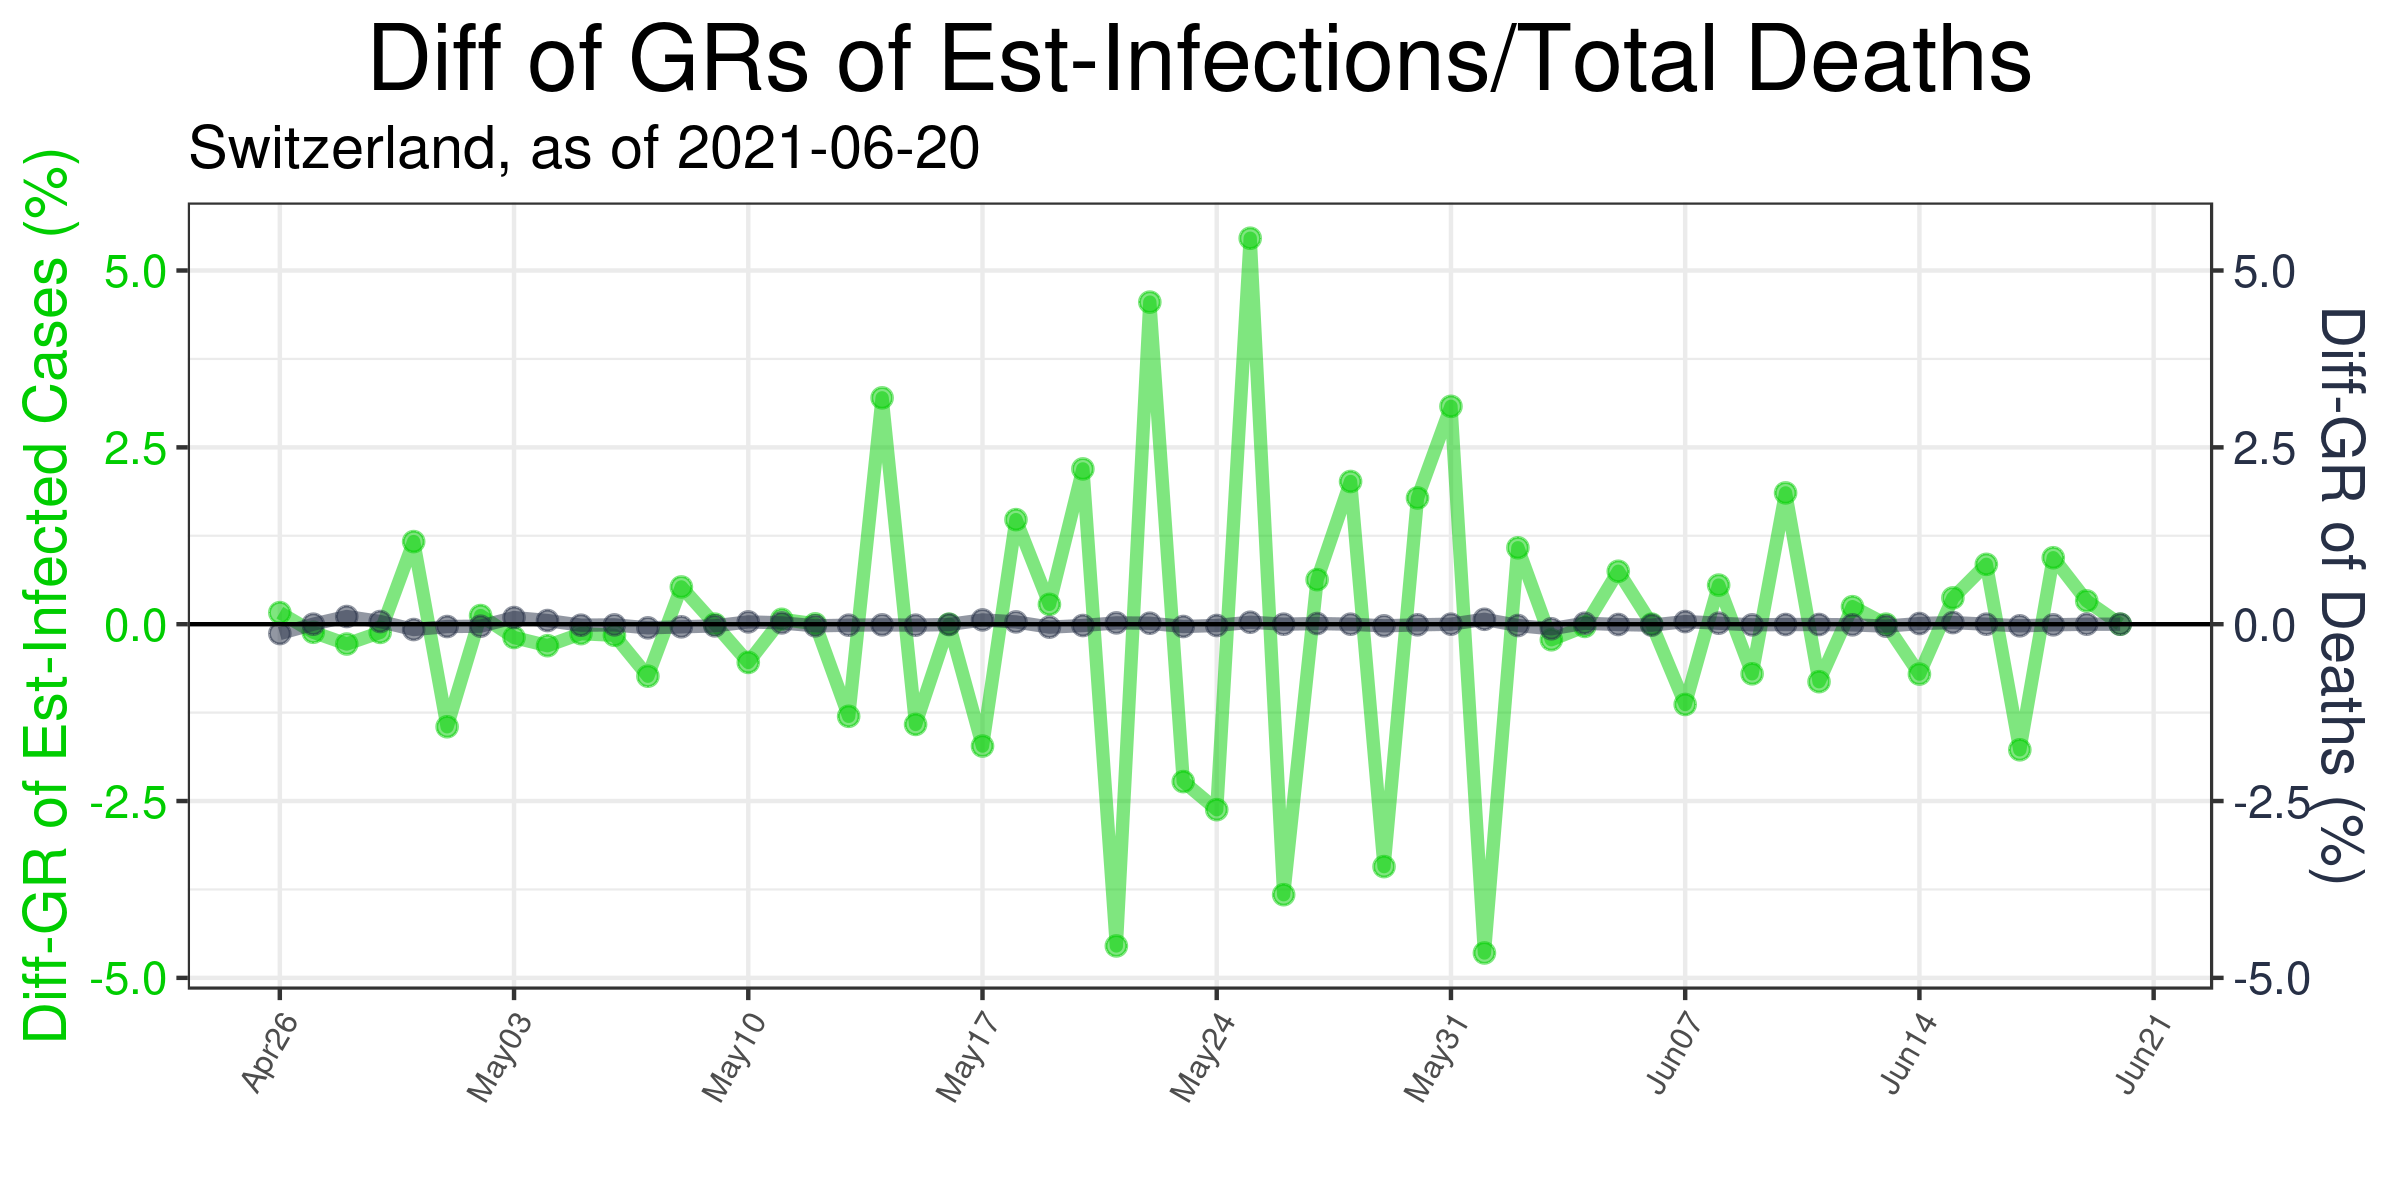 Diff of GRs of Est-Infections/Total Deaths
Switzerland, as of 2021-06-20
Diff-GR of Est-Infected Cases (%)
5.0
2.5
0.0
-2.5
-5.0
5.0
2.5
0.0
-2.5
-5.0
Diff-GR of Deaths (%)
Apr26
May03
May10
May17
May24
May31
Jun07
Jun14
Jun21